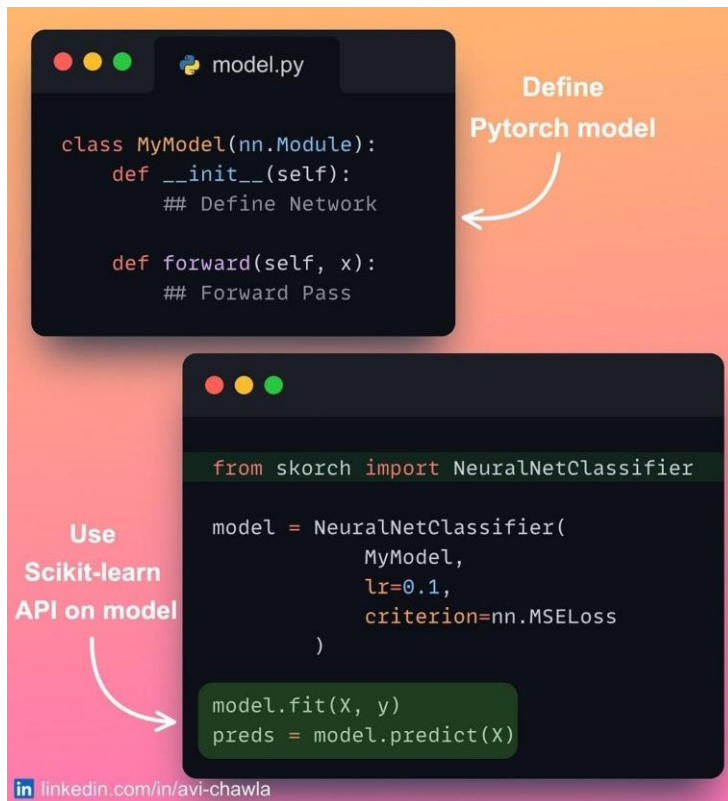 model.py
class MyModel(nn.Module):
    def __init__(self):
        ## Define Network
    def forward(self, x):
        ## Forward Pass
Define
Pytorch model
from skorch import NeuralNetClassifier
model = NeuralNetClassifier(
            MyModel,
            lr=0.1,
            criterion=nn.MSELoss
        )
model.fit(X, y)
preds = model.predict(X)
Use
Scikit-learn
API on model
in linkedin.com/in/avi-chawla